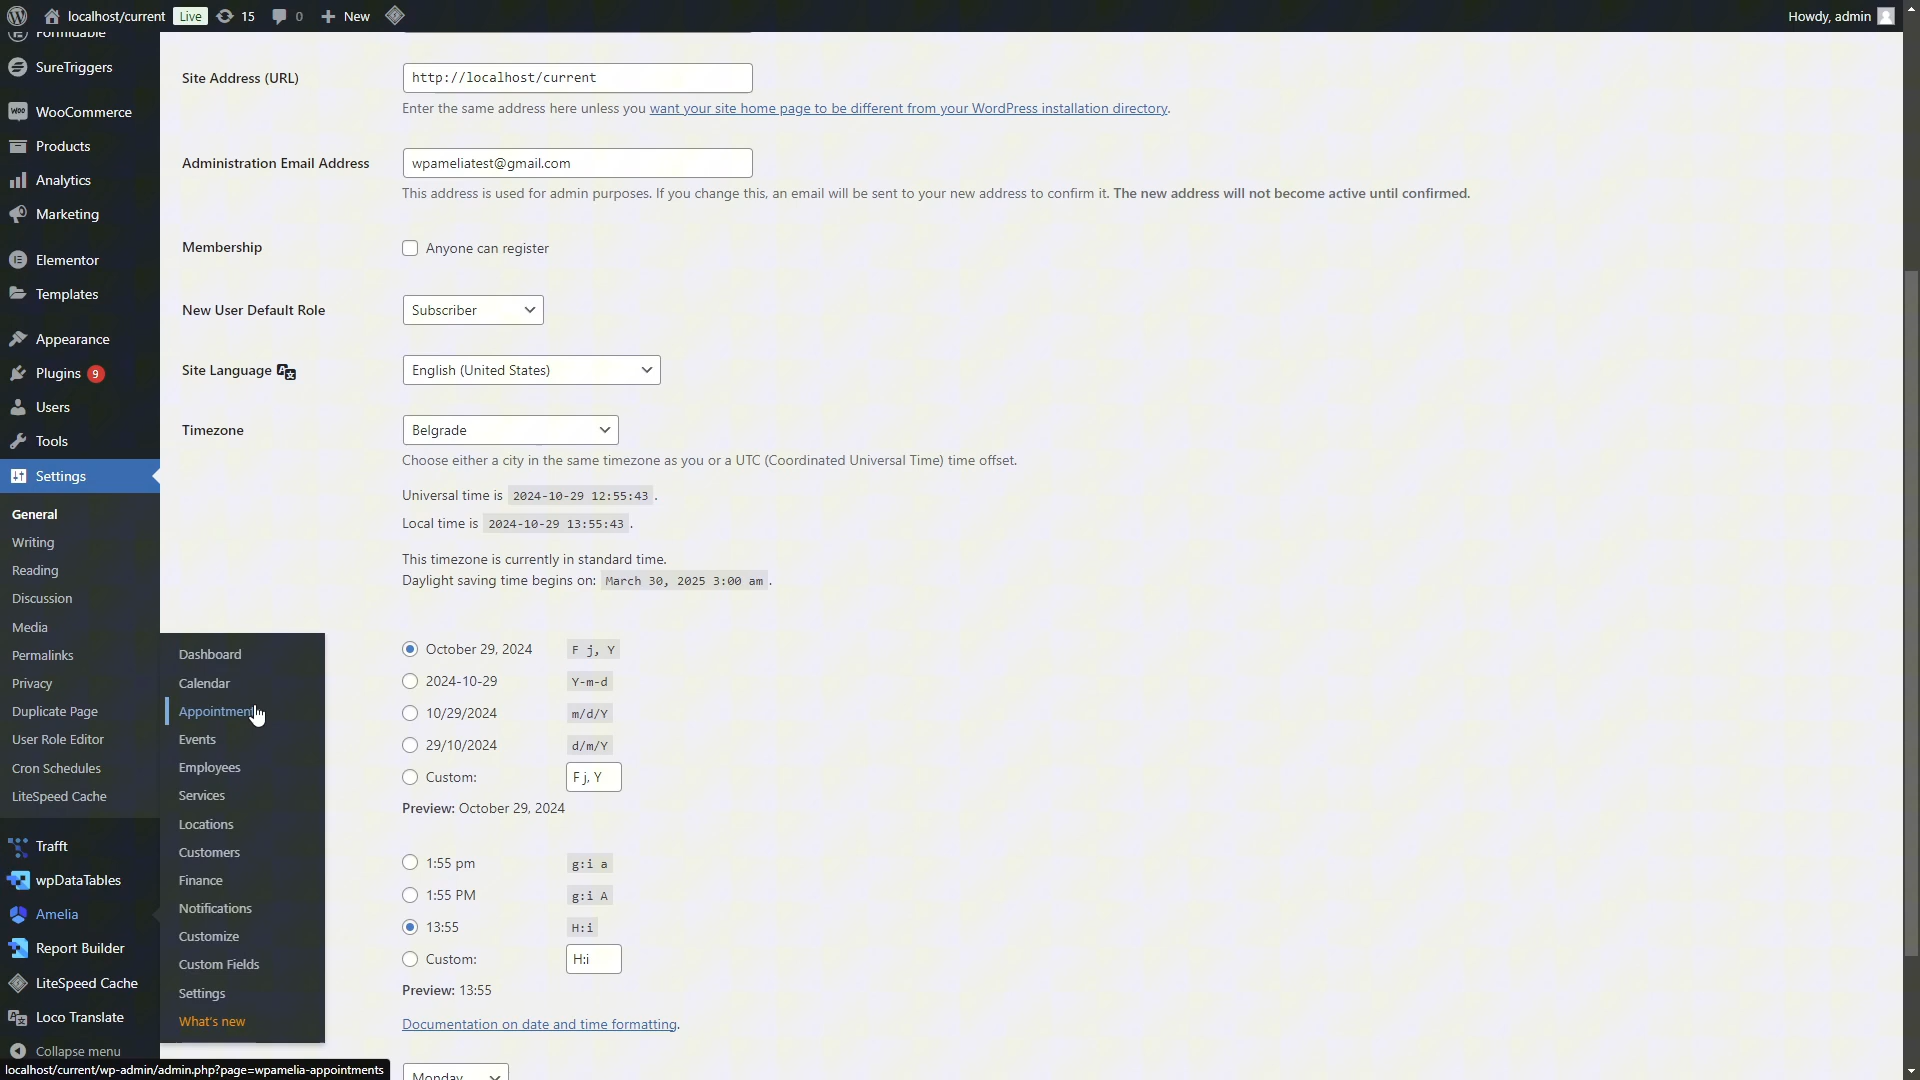 localhost/current Live 15 0 New
Howdy, admin
Formidable
SureTriggers
WooCommerce
Products
Analytics
Marketing
Elementor
Templates
Appearance
Plugins 9
Users
Tools
Settings
General
Writing
Reading
Discussion
Media
Permalinks
Privacy
Duplicate Page
User Role Editor
Cron Schedules
LiteSpeed Cache
Trafft
wpDataTables
Amelia
Report Builder
LiteSpeed Cache
Loco Translate
Collapse menu
Dashboard
Calendar
Appointment
Events
Employees
Services
Locations
Customers
Finance
Notifications
Customize
Custom Fields
Settings
What's new
Site Address (URL)
http://localhost/current
Enter the same address here unless you want your site home page to be different from your WordPress installation directory.
Administration Email Address
wpameliatest@gmail.com
This address is used for admin purposes. If you change this, an email will be sent to your new address to confirm it. The new address will not become active until confirmed.
Membership
Anyone can register
New User Default Role
Subscriber
Site Language
English (United States)
Timezone
Belgrade
Choose either a city in the same timezone as you or a UTC (Coordinated Universal Time) time offset.
Universal time is 2024-10-29 12:55:43 .
Local time is 2024-10-29 13:55:43 .
This timezone is currently in standard time.
Daylight saving time begins on: March 30, 2025 3:00 am .
October 29, 2024 F j, Y
2024-10-29 Y-m-d
10/29/2024 m/d/Y
29/10/2024 d/m/Y
Custom: F j, Y
Preview: October 29, 2024
1:55 pm g:i a
1:55 PM g:i A
13:55 H:i
Custom: H:i
Preview: 13:55
Documentation on date and time formatting.
Monday
localhost/current/wp-admin/admin.php?page=wpamelia-appointments